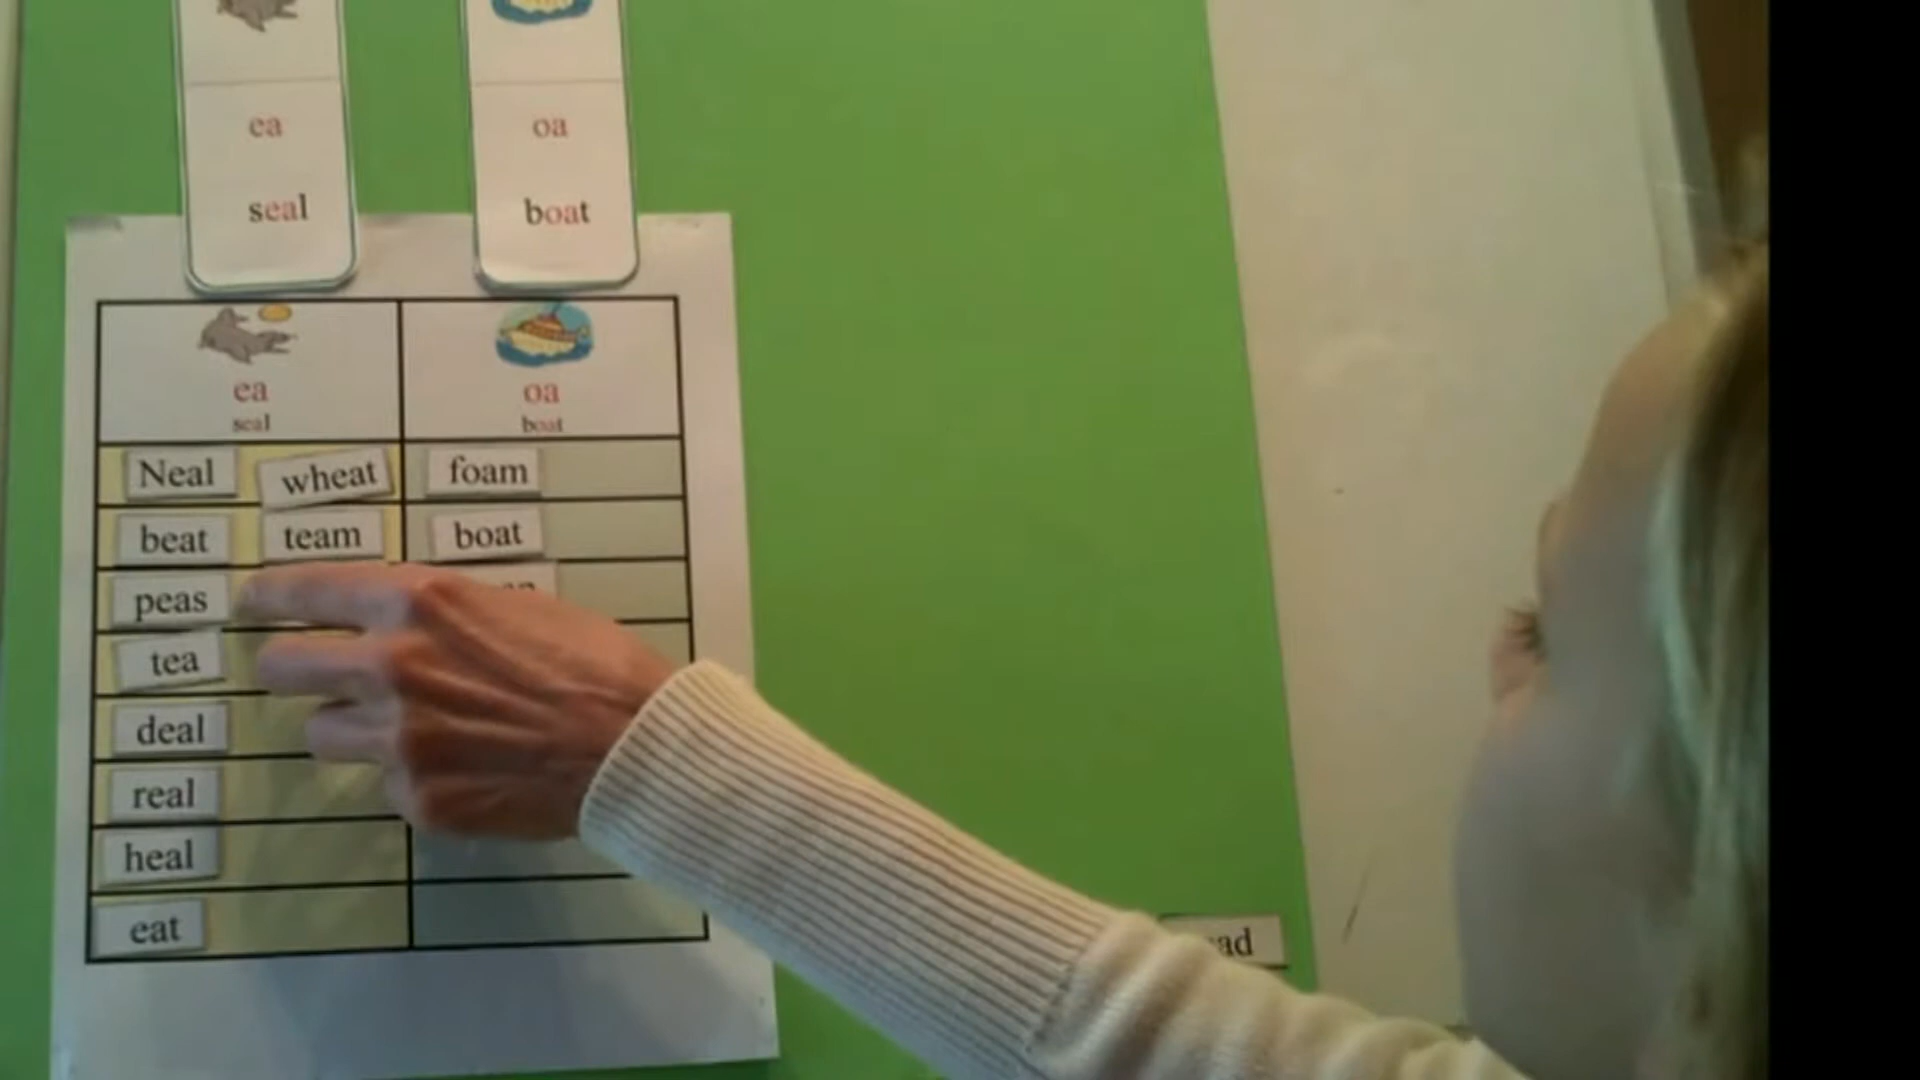 ea
seal
oa
boat
ea
seal
oa
boat
Neal wheat foam
beat team boat
peas
tea
deal
real
heal
eat